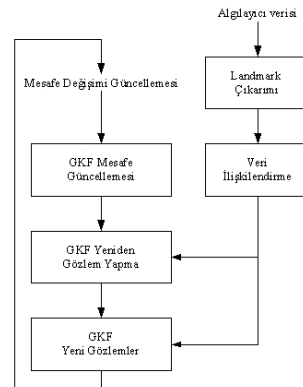 Algılayıcı verisi
Mesafe Değişimi Güncellemesi
Landmark
Çıkarımı
GKF Mesafe
Güncellemesi
Veri
İlişkilendirme
GKF Yeniden
Gözlem Yapma
GKF
Yeni Gözlemler